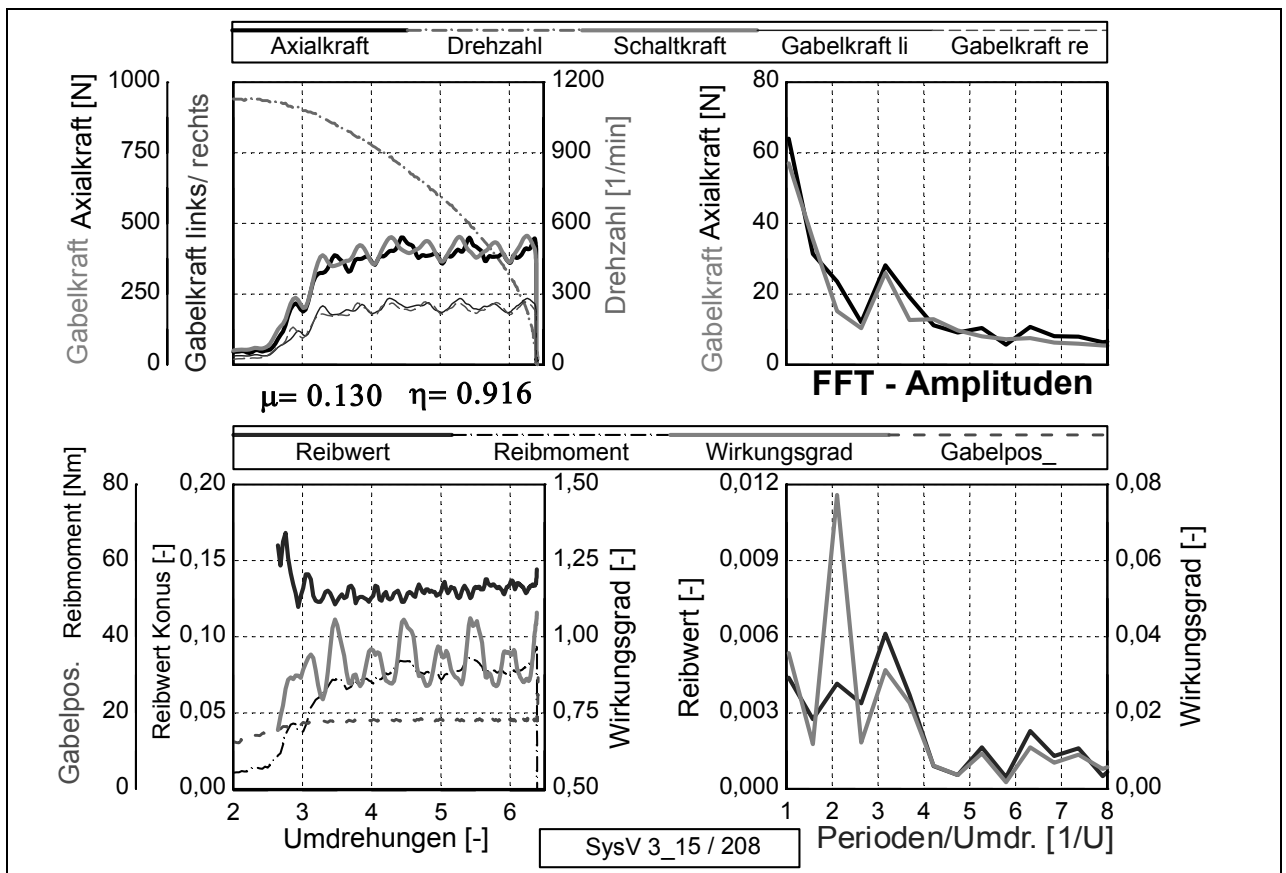 Axialkraft Drehzahl Schaltkraft Gabelkraft li Gabelkraft re
Gabelkraft Axialkraft [N]
Gabelkraft links/ rechts
1000
750
500
250
0
1200
900
600
300
0
Drehzahl [1/min]
µ= 0.130 η= 0.916
Gabelkraft Axialkraft [N]
80
60
40
20
0
FFT - Amplituden
Reibwert Reibmoment Wirkungsgrad Gabelpos_
Gabelpos. Reibmoment [Nm]
80
60
40
20
0
Reibwert Konus [-]
0,20
0,15
0,10
0,05
0,00
1,50
1,25
1,00
0,75
0,50
Wirkungsgrad [-]
2 3 4 5 6
Umdrehungen [-]
Reibwert [-]
0,012
0,009
0,006
0,003
0,000
0,08
0,06
0,04
0,02
0,00
Wirkungsgrad [-]
1 2 3 4 5 6 7 8
Perioden/Umdr. [1/U]
SysV 3_15 / 208